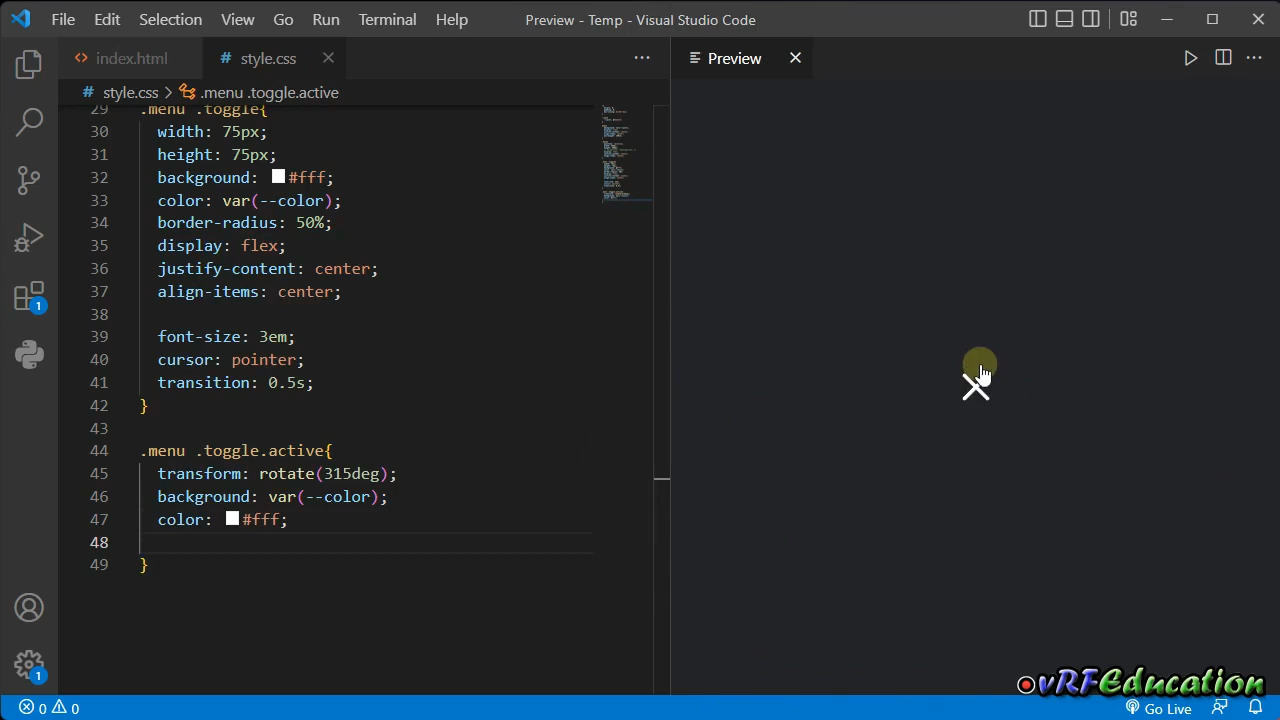 File Edit Selection View Go Run Terminal Help Preview - Temp - Visual Studio Code
index.html # style.css Preview
# style.css > .menu .toggle.active
29 .menu .toggle{
30 width: 75px;
31 height: 75px;
32 background: #fff;
33 color: var(--color);
34 border-radius: 50%;
35 display: flex;
36 justify-content: center;
37 align-items: center;
38
39 font-size: 3em;
40 cursor: pointer;
41 transition: 0.5s;
42 }
43
44 .menu .toggle.active{
45 transform: rotate(315deg);
46 background: var(--color);
47 color: #fff;
48
49 }
1
1
vRFEducation
0 0 Go Live